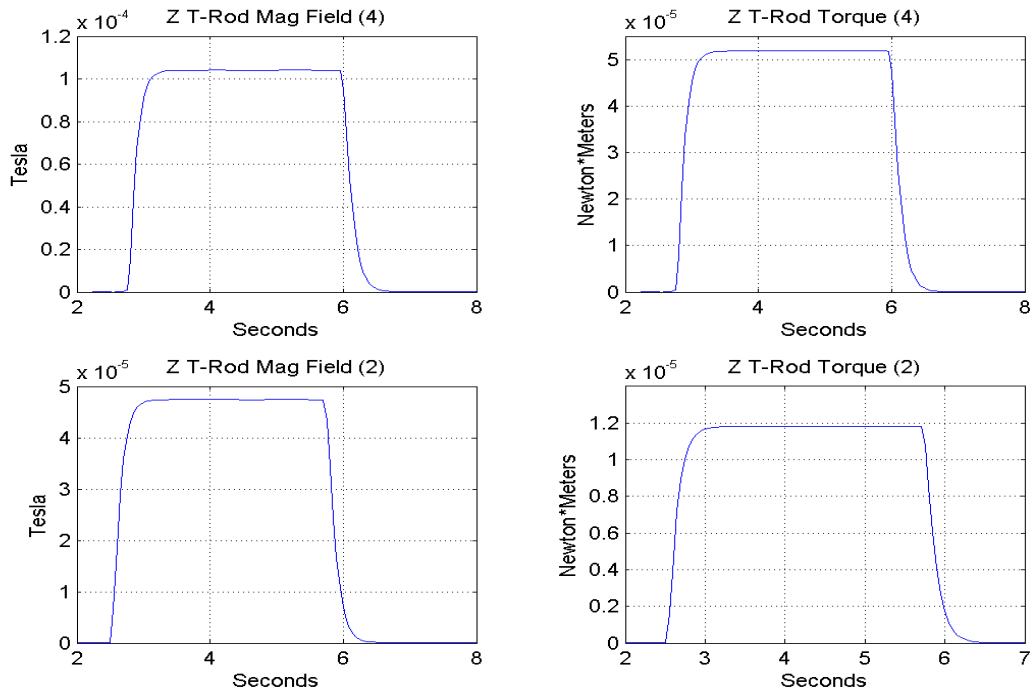 x 10⁻⁴ Z T-Rod Mag Field (4)
1.2
1
0.8
0.6
0.4
0.2
0
Tesla
2 4 6 8
Seconds
x 10⁻⁵ Z T-Rod Torque (4)
5
4
3
2
1
0
Newton*Meters
2 4 6 8
Seconds
x 10⁻⁵ Z T-Rod Mag Field (2)
5
4
3
2
1
0
Tesla
2 4 6 8
Seconds
x 10⁻⁵ Z T-Rod Torque (2)
1.2
1
0.8
0.6
0.4
0.2
0
Newton*Meters
2 3 4 5 6 7
Seconds